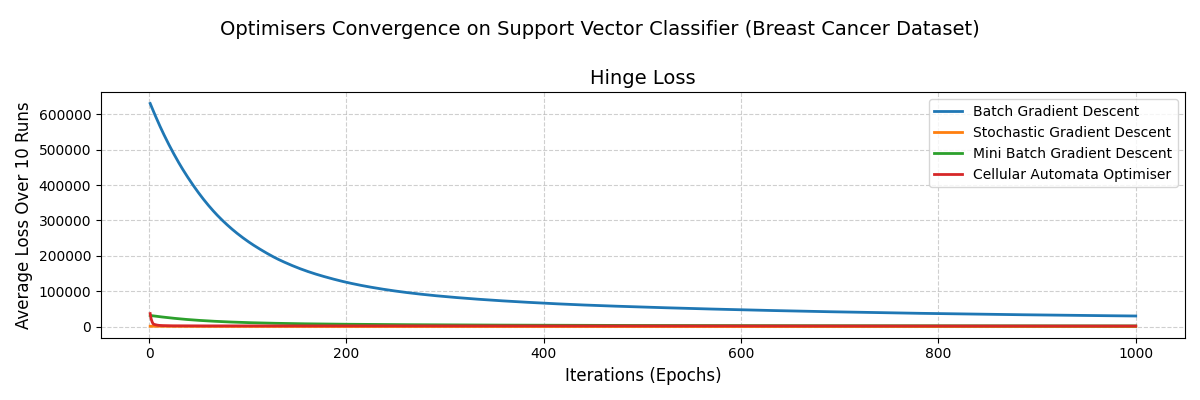 Optimisers Convergence on Support Vector Classifier (Breast Cancer Dataset)
Hinge Loss
Average Loss Over 10 Runs
600000
500000
400000
300000
200000
100000
0
Batch Gradient Descent
Stochastic Gradient Descent
Mini Batch Gradient Descent
Cellular Automata Optimiser
0 200 400 600 800 1000
Iterations (Epochs)